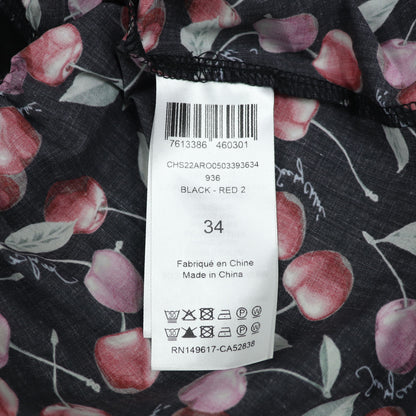 7613386 460301
CHS22ARO0503393634
936
BLACK - RED 2
34
Fabriqué en Chine
Made in China
RN149617-CA52838